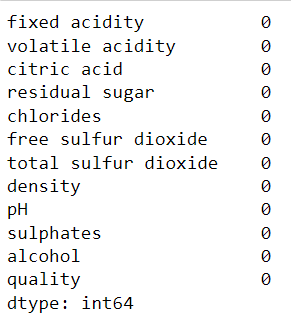 fixed acidity 0
volatile acidity 0
citric acid 0
residual sugar 0
chlorides 0
free sulfur dioxide 0
total sulfur dioxide 0
density 0
pH 0
sulphates 0
alcohol 0
quality 0
dtype: int64